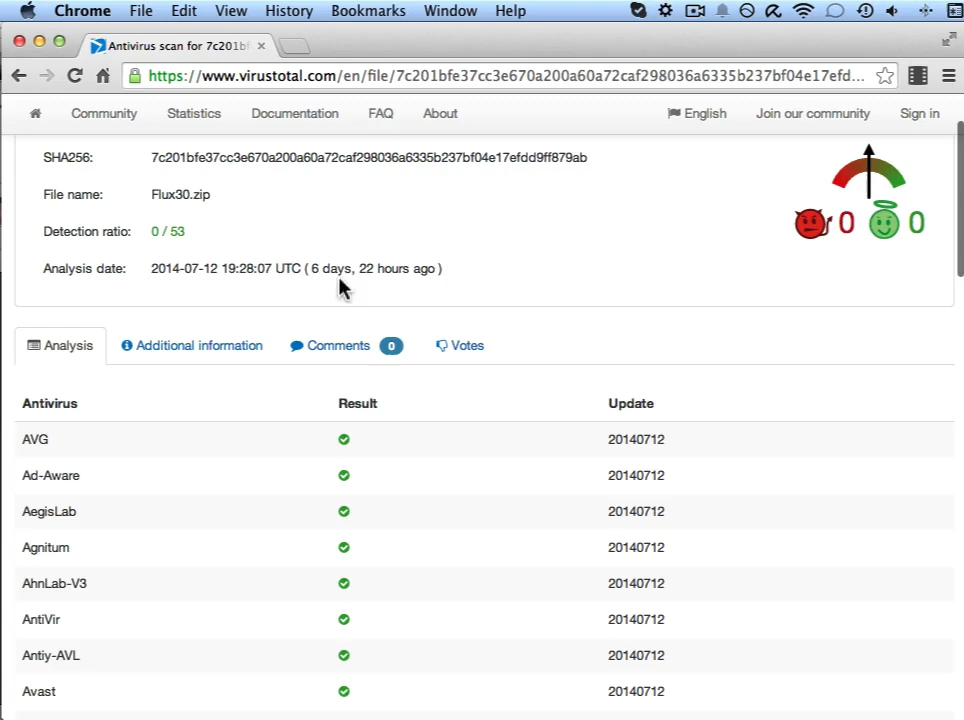 Chrome File Edit View History Bookmarks Window Help
Antivirus scan for 7c201bf
https://www.virustotal.com/en/file/7c201bfe37cc3e670a200a60a72caf298036a6335b237bf04e17efd...
Community Statistics Documentation FAQ About English Join our community Sign in
SHA256: 7c201bfe37cc3e670a200a60a72caf298036a6335b237bf04e17efdd9ff879ab
File name: Flux30.zip
Detection ratio: 0 / 53
0 0
Analysis date: 2014-07-12 19:28:07 UTC ( 6 days, 22 hours ago )
Analysis Additional information Comments 0 Votes
Antivirus Result Update
AVG 20140712
Ad-Aware 20140712
AegisLab 20140712
Agnitum 20140712
AhnLab-V3 20140712
AntiVir 20140712
Antiy-AVL 20140712
Avast 20140712